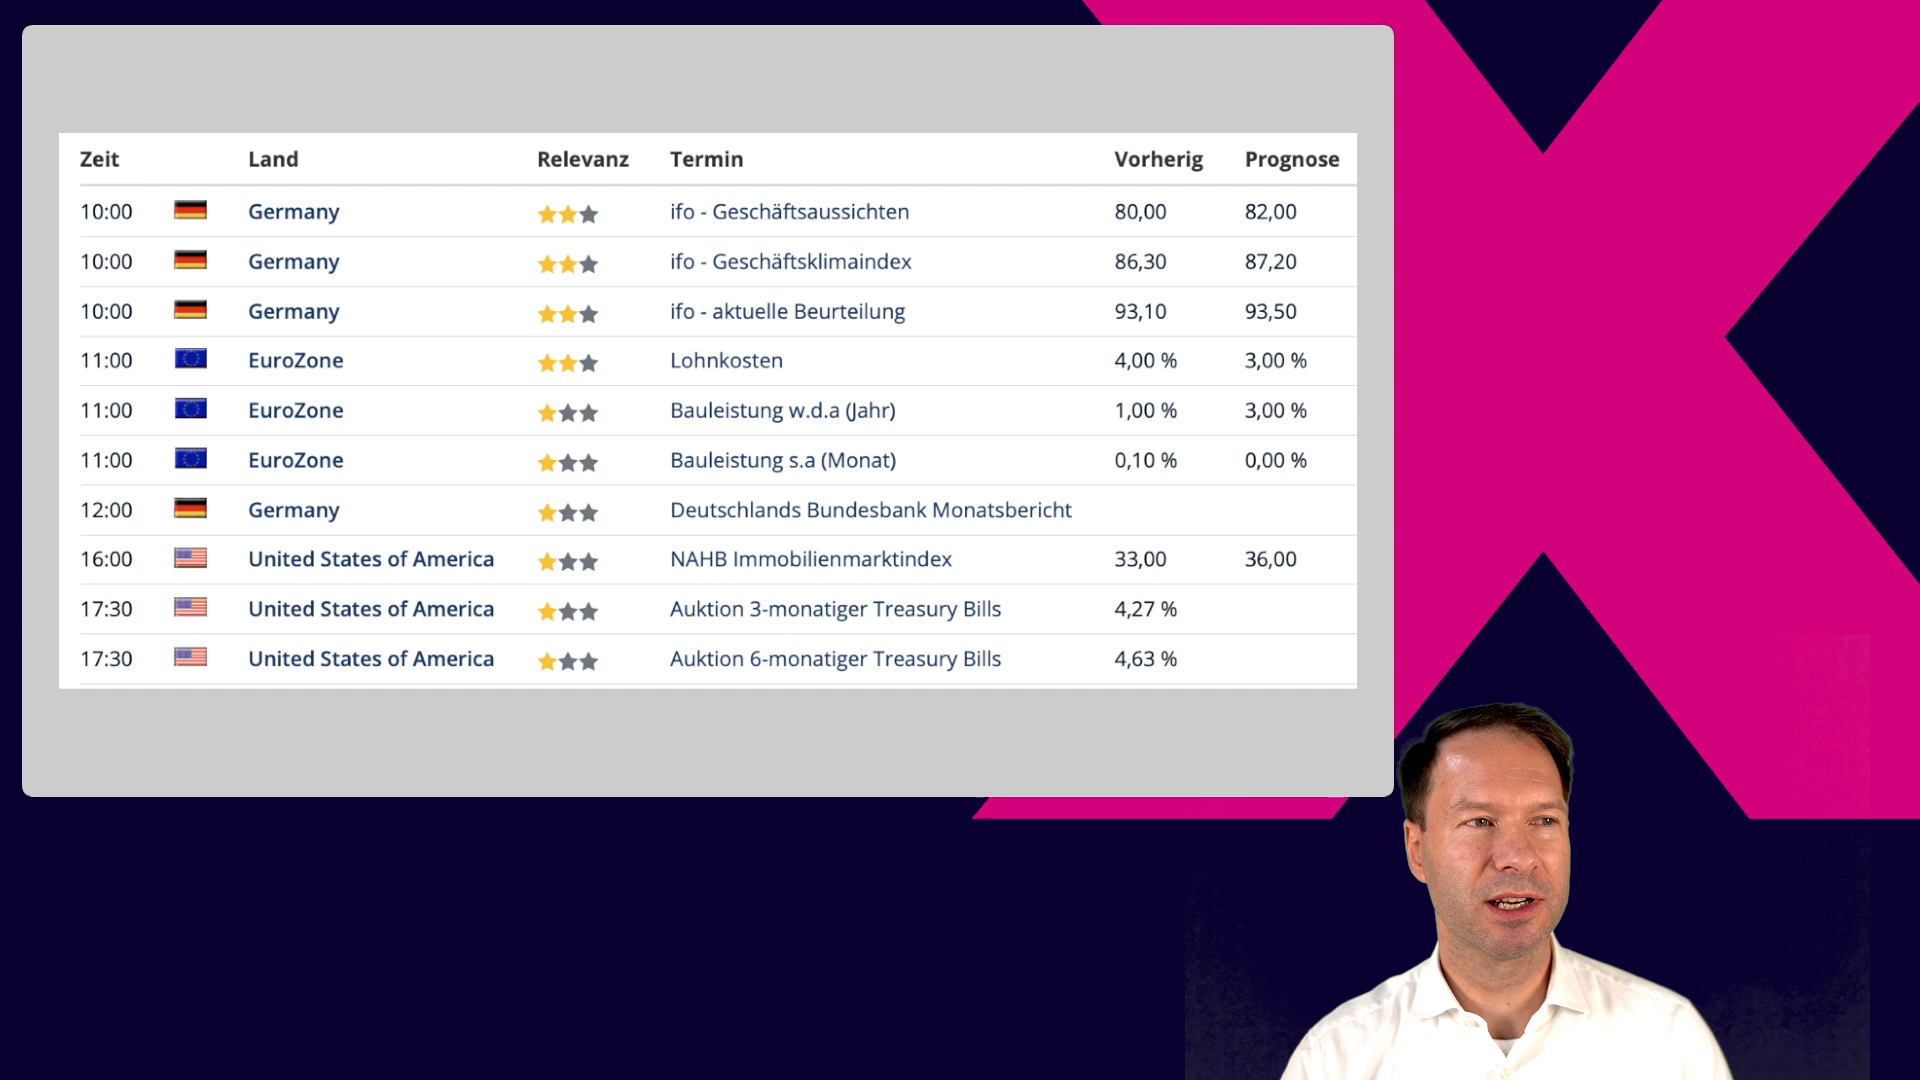 Zeit Land Relevanz Termin Vorherig Prognose
10:00 Germany ifo - Geschäftsaussichten 80,00 82,00
10:00 Germany ifo - Geschäftsklimaindex 86,30 87,20
10:00 Germany ifo - aktuelle Beurteilung 93,10 93,50
11:00 EuroZone Lohnkosten 4,00 % 3,00 %
11:00 EuroZone Bauleistung w.d.a (Jahr) 1,00 % 3,00 %
11:00 EuroZone Bauleistung s.a (Monat) 0,10 % 0,00 %
12:00 Germany Deutschlands Bundesbank Monatsbericht
16:00 United States of America NAHB Immobilienmarktindex 33,00 36,00
17:30 United States of America Auktion 3-monatiger Treasury Bills 4,27 %
17:30 United States of America Auktion 6-monatiger Treasury Bills 4,63 %